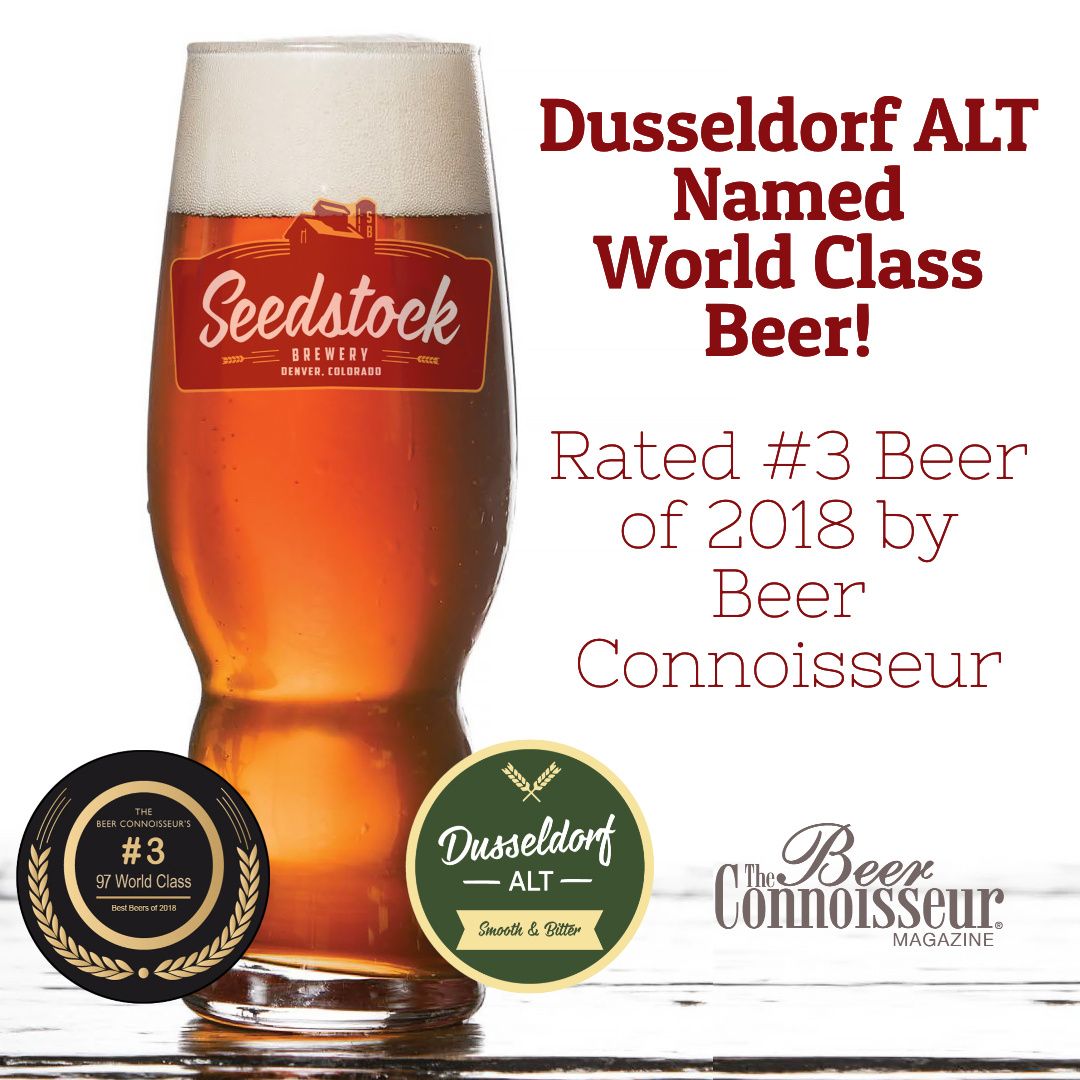 Dusseldorf ALT
Named
World Class
Beer!
Rated #3 Beer
of 2018 by
Beer
Connoisseur
SB
Seedstock
BREWERY
DENVER, COLORADO
THE
BEER CONNOISSEUR'S
#3
97 World Class
Best Beers of 2018
Dusseldorf
— ALT —
Smooth & Bitter
The Beer
Connoisseur®
MAGAZINE